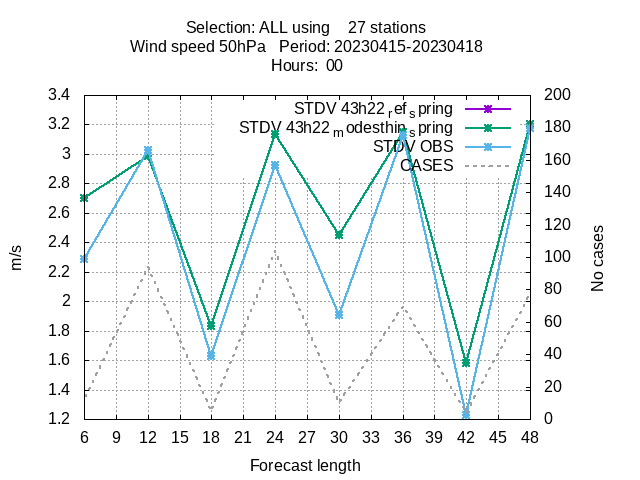 Selection: ALL using 27 stations
Wind speed 50hPa Period: 20230415-20230418
Hours: 00
3.4
3.2
3
2.8
2.6
2.4
2.2
2
1.8
1.6
1.4
1.2
m/s
STDV 43h22_ref_spring
STDV 43h22_modesthin_spring
STDV OBS
CASES
200
180
160
140
120
100
80
60
40
20
0
No cases
6 9 12 15 18 21 24 27 30 33 36 39 42 45 48
Forecast length